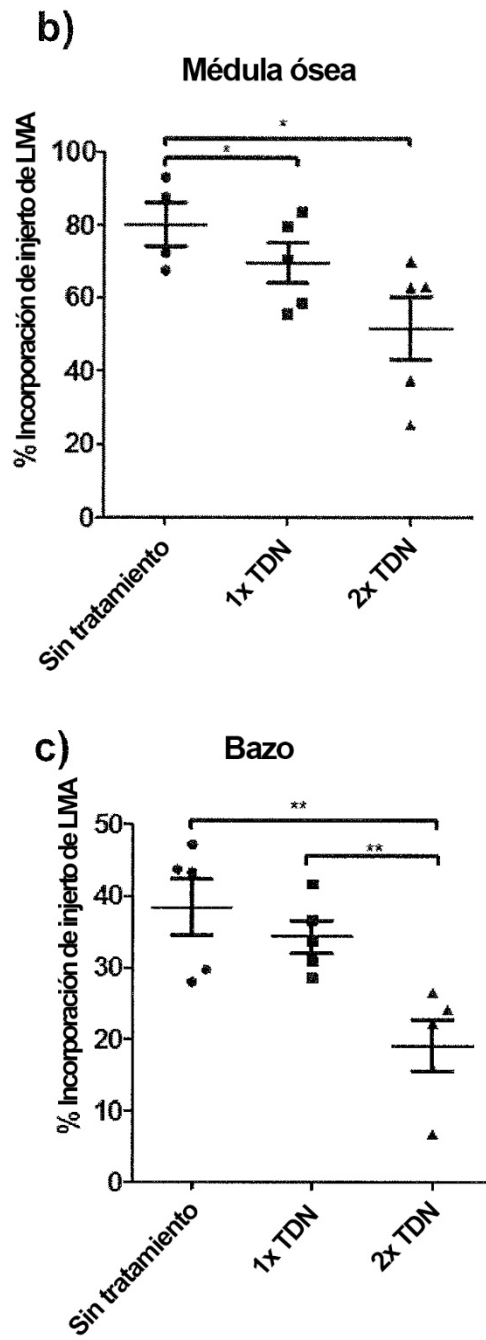 b)
Médula ósea
% Incorporación de injerto de LMA
*
*
100
80
60
40
20
0
Sin tratamiento
1x TDN
2x TDN
c)
Bazo
% Incorporación de injerto de LMA
**
**
50
40
30
20
10
0
Sin tratamiento
1x TDN
2x TDN